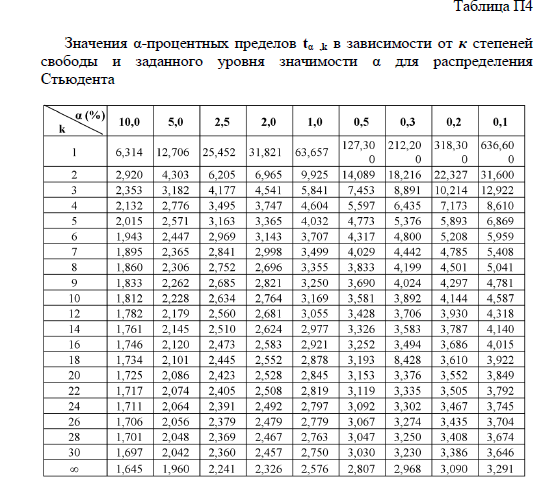 Таблица П4
Значения α-процентных пределов tα ,k в зависимости от к степеней
свободы и заданного уровня значимости α для распределения
Стьюдента
α (%) k 10,0 5,0 2,5 2,0 1,0 0,5 0,3 0,2 0,1
1 6,314 12,706 25,452 31,821 63,657 127,300 212,200 318,300 636,600
2 2,920 4,303 6,205 6,965 9,925 14,089 18,216 22,327 31,600
3 2,353 3,182 4,177 4,541 5,841 7,453 8,891 10,214 12,922
4 2,132 2,776 3,495 3,747 4,604 5,597 6,435 7,173 8,610
5 2,015 2,571 3,163 3,365 4,032 4,773 5,376 5,893 6,869
6 1,943 2,447 2,969 3,143 3,707 4,317 4,800 5,208 5,959
7 1,895 2,365 2,841 2,998 3,499 4,029 4,442 4,785 5,408
8 1,860 2,306 2,752 2,696 3,355 3,833 4,199 4,501 5,041
9 1,833 2,262 2,685 2,821 3,250 3,690 4,024 4,297 4,781
10 1,812 2,228 2,634 2,764 3,169 3,581 3,892 4,144 4,587
12 1,782 2,179 2,560 2,681 3,055 3,428 3,706 3,930 4,318
14 1,761 2,145 2,510 2,624 2,977 3,326 3,583 3,787 4,140
16 1,746 2,120 2,473 2,583 2,921 3,252 3,494 3,686 4,015
18 1,734 2,101 2,445 2,552 2,878 3,193 8,428 3,610 3,922
20 1,725 2,086 2,423 2,528 2,845 3,153 3,376 3,552 3,849
22 1,717 2,074 2,405 2,508 2,819 3,119 3,335 3,505 3,792
24 1,711 2,064 2,391 2,492 2,797 3,092 3,302 3,467 3,745
26 1,706 2,056 2,379 2,479 2,779 3,067 3,274 3,435 3,704
28 1,701 2,048 2,369 2,467 2,763 3,047 3,250 3,408 3,674
30 1,697 2,042 2,360 2,457 2,750 3,030 3,230 3,386 3,646
∞ 1,645 1,960 2,241 2,326 2,576 2,807 2,968 3,090 3,291